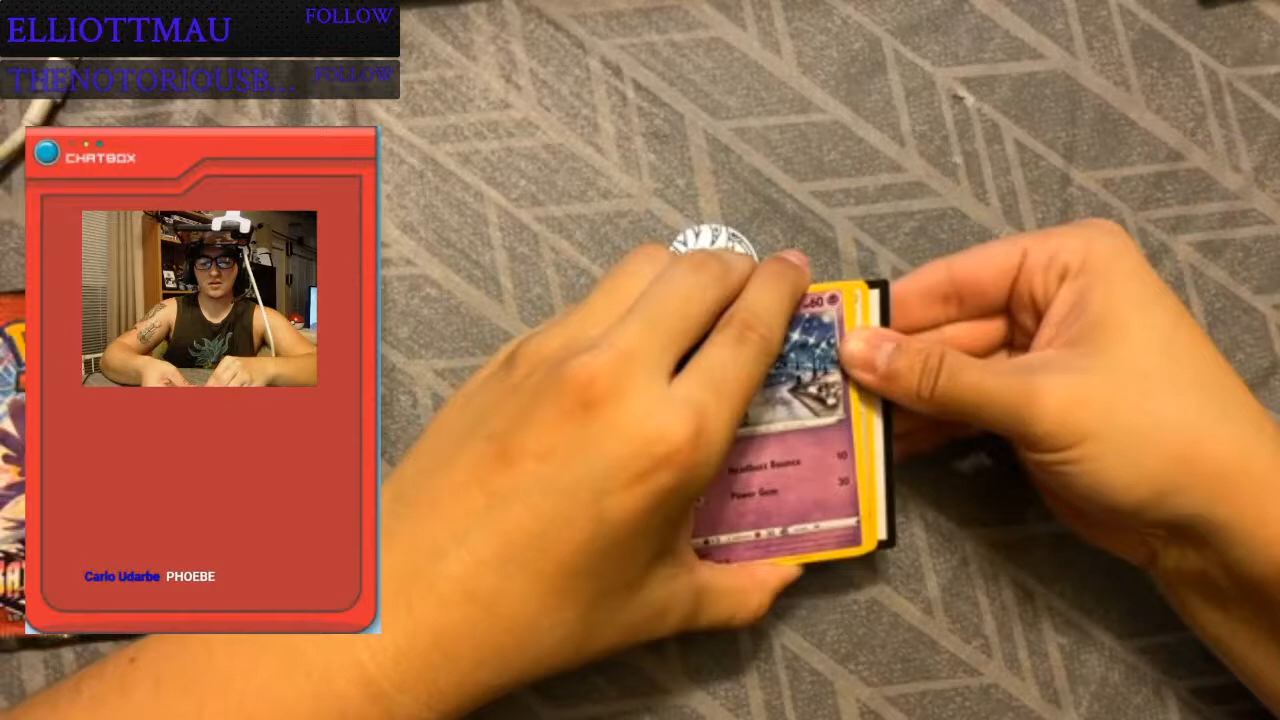 ELLIOTTMAU FOLLOW
THENOTORIOUSB... FOLLOW
CHATBOX
Carlo Udarbe PHOEBE
60
Headbutt Bounce 10
Power Gem 30